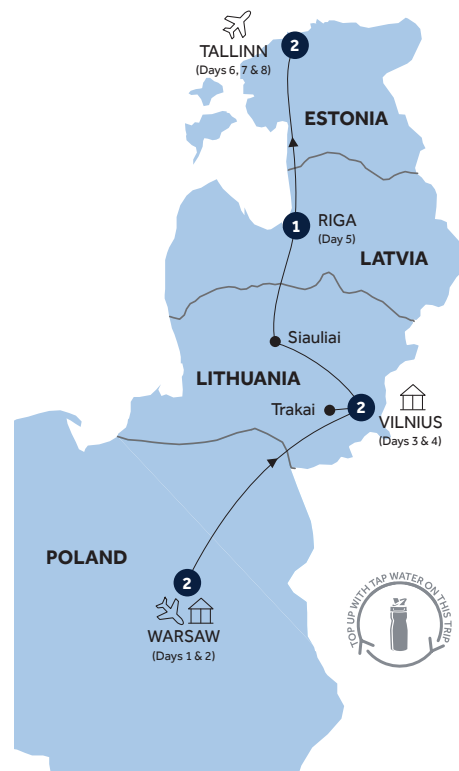 2
TALLINN
(Days 6, 7 & 8)
ESTONIA
1
RIGA
(Day 5)
LATVIA
Siauliai
LITHUANIA
Trakai
2
VILNIUS
(Days 3 & 4)
POLAND
2
WARSAW
(Days 1 & 2)
TOP UP WITH TAP WATER ON THIS TRIP